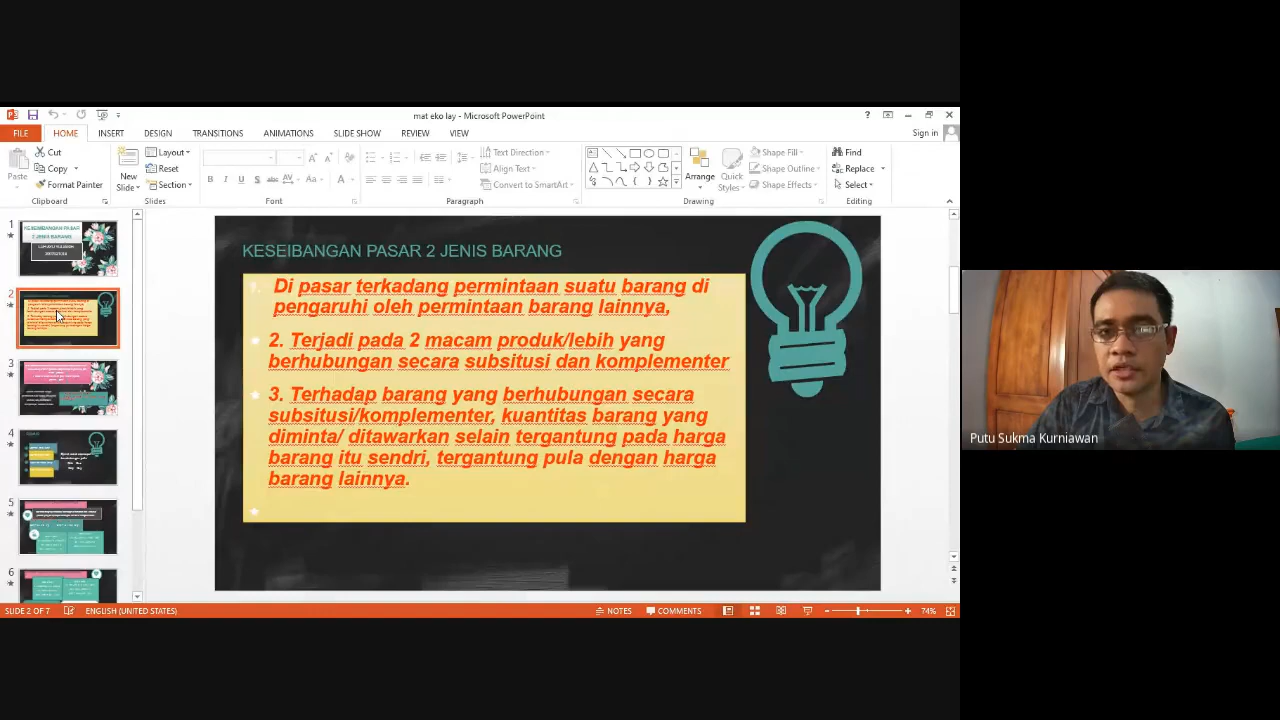 mat eko lay - Microsoft PowerPoint
FILE HOME INSERT DESIGN TRANSITIONS ANIMATIONS SLIDE SHOW REVIEW VIEW Sign in
Paste Cut Copy Format Painter Clipboard
New Slide Layout Reset Section Slides
Font
Text Direction Align Text Convert to SmartArt Paragraph
Arrange Quick Styles Shape Fill Shape Outline Shape Effects Drawing
Find Replace Select Editing
1
2
3
4
5
6
KESEIBANGAN PASAR 2 JENIS BARANG
Di pasar terkadang permintaan suatu barang di
pengaruhi oleh permintaan barang lainnya,
2. Terjadi pada 2 macam produk/lebih yang
berhubungan secara subsitusi dan komplementer
3. Terhadap barang yang berhubungan secara
subsitusi/komplementer, kuantitas barang yang
diminta/ ditawarkan selain tergantung pada harga
barang itu sendri, tergantung pula dengan harga
barang lainnya.
Putu Sukma Kurniawan
SLIDE 2 OF 7 ENGLISH (UNITED STATES) NOTES COMMENTS 74%